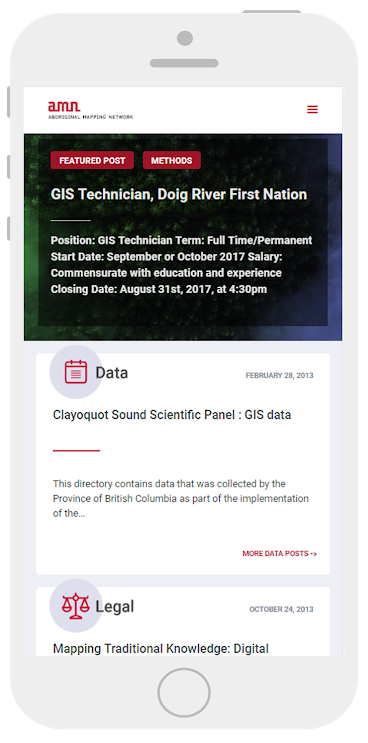 a.m.n.
ABORIGINAL MAPPING NETWORK
FEATURED POST METHODS
GIS Technician, Doig River First Nation
Position: GIS Technician Term: Full Time/Permanent
Start Date: September or October 2017 Salary:
Commensurate with education and experience
Closing Date: August 31st, 2017, at 4:30pm
Data FEBRUARY 28, 2013
Clayoquot Sound Scientific Panel : GIS data
This directory contains data that was collected by the
Province of British Columbia as part of the implementation
of the...
MORE DATA POSTS ->
Legal OCTOBER 24, 2013
Mapping Traditional Knowledge: Digital